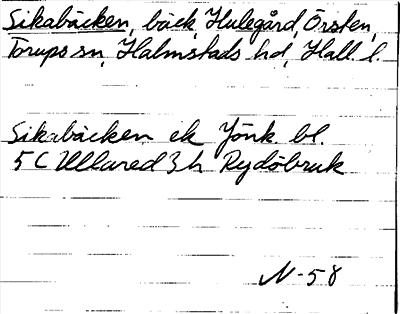 Sikabäcken, bäck, Hulegård, Örsten,
Torups sn, Halmstads hd, Hall. l.
Sikabäcken ek Jönk. bl.
5 C Ullared 3 h Rydöbruk
N-58